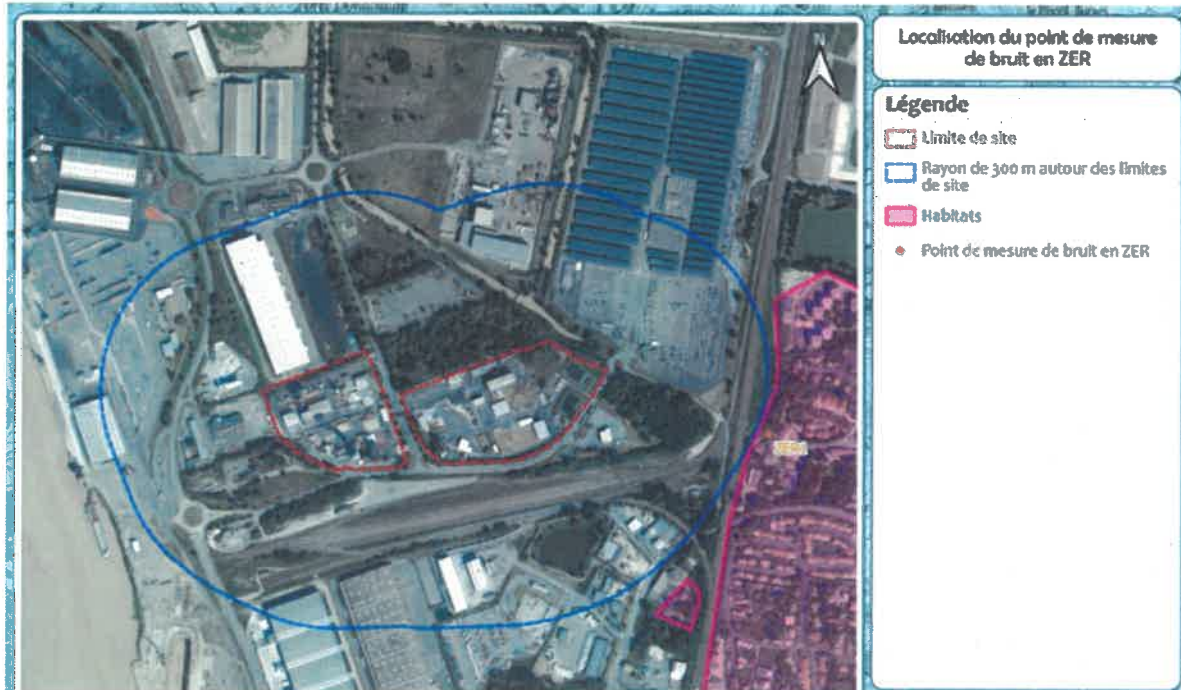 Localisation du point de mesure
de bruit en ZER
Légende
Limite de site
Rayon de 300 m autour des limites
de site
Habitats
Point de mesure de bruit en ZER
N